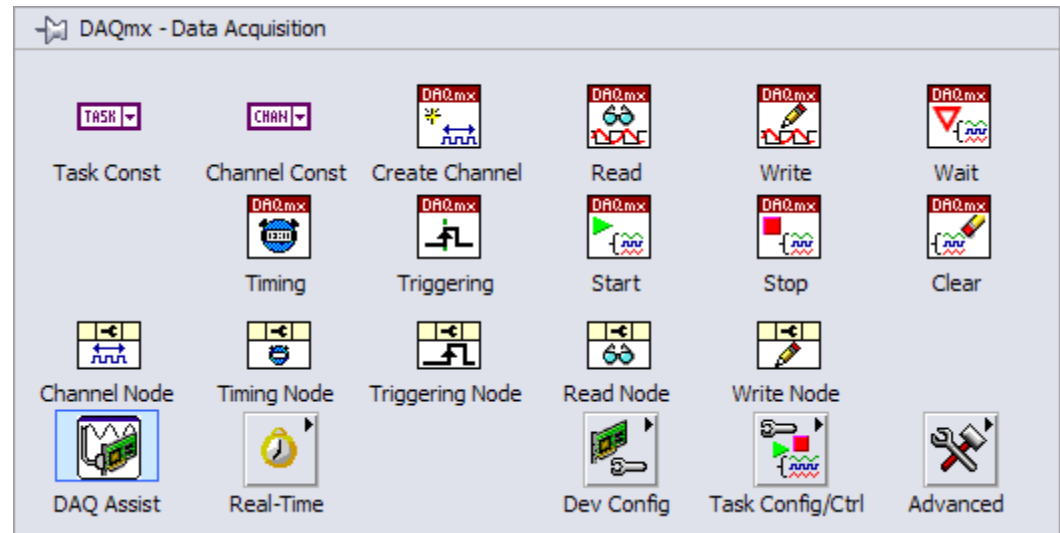 DAQmx - Data Acquisition
DAQmx DAQmx DAQmx DAQmx
TASK CHAN
Task Const Channel Const Create Channel Read Write Wait
DAQmx DAQmx DAQmx DAQmx DAQmx
Timing Triggering Start Stop Clear
Channel Node Timing Node Triggering Node Read Node Write Node
DAQ Assist Real-Time Dev Config Task Config/Ctrl Advanced